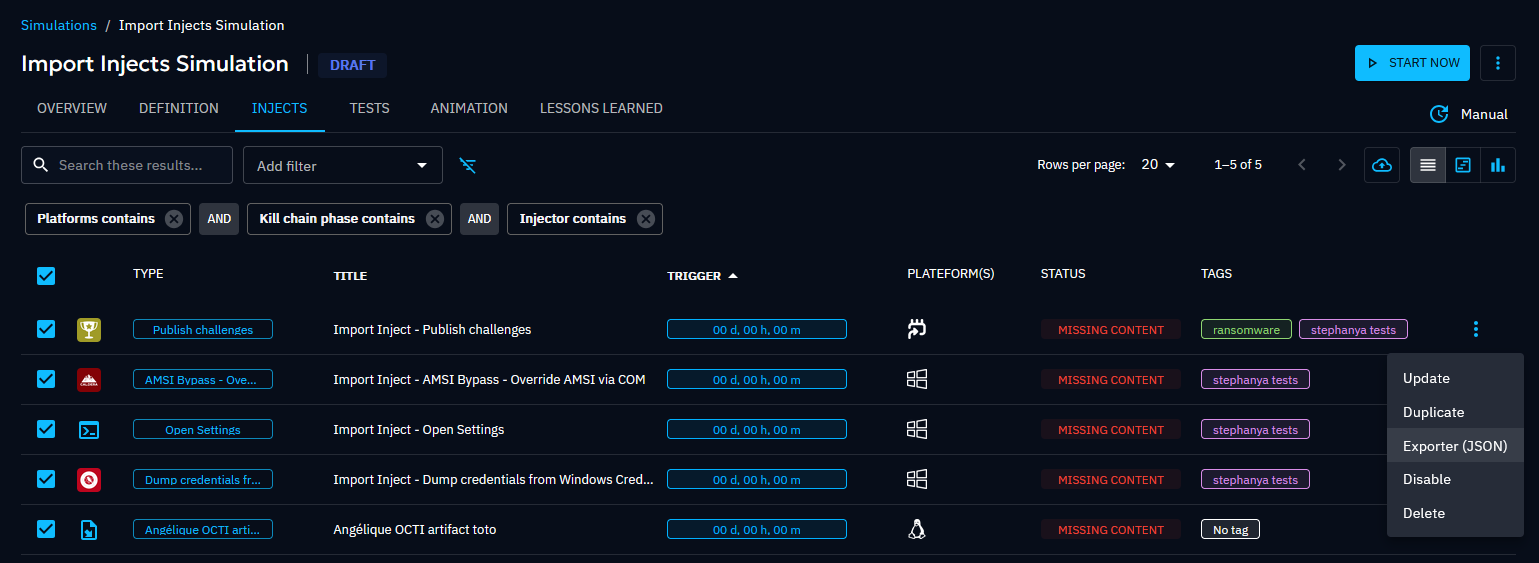 Simulations / Import Injects Simulation
Import Injects Simulation DRAFT START NOW
OVERVIEW DEFINITION INJECTS TESTS ANIMATION LESSONS LEARNED Manual
Search these results... Add filter Rows per page: 20 1–5 of 5
Platforms contains AND Kill chain phase contains AND Injector contains
TYPE TITLE TRIGGER PLATEFORM(S) STATUS TAGS
Publish challenges Import Inject - Publish challenges 00 d, 00 h, 00 m MISSING CONTENT ransomware stephanya tests
AMSI Bypass - Ove... Import Inject - AMSI Bypass - Override AMSI via COM 00 d, 00 h, 00 m MISSING CONTENT stephanya tests
Open Settings Import Inject - Open Settings 00 d, 00 h, 00 m MISSING CONTENT stephanya tests
Dump credentials fr... Import Inject - Dump credentials from Windows Cred... 00 d, 00 h, 00 m MISSING CONTENT stephanya tests
Angélique OCTI arti... Angélique OCTI artifact toto 00 d, 00 h, 00 m MISSING CONTENT No tag
Update
Duplicate
Exporter (JSON)
Disable
Delete